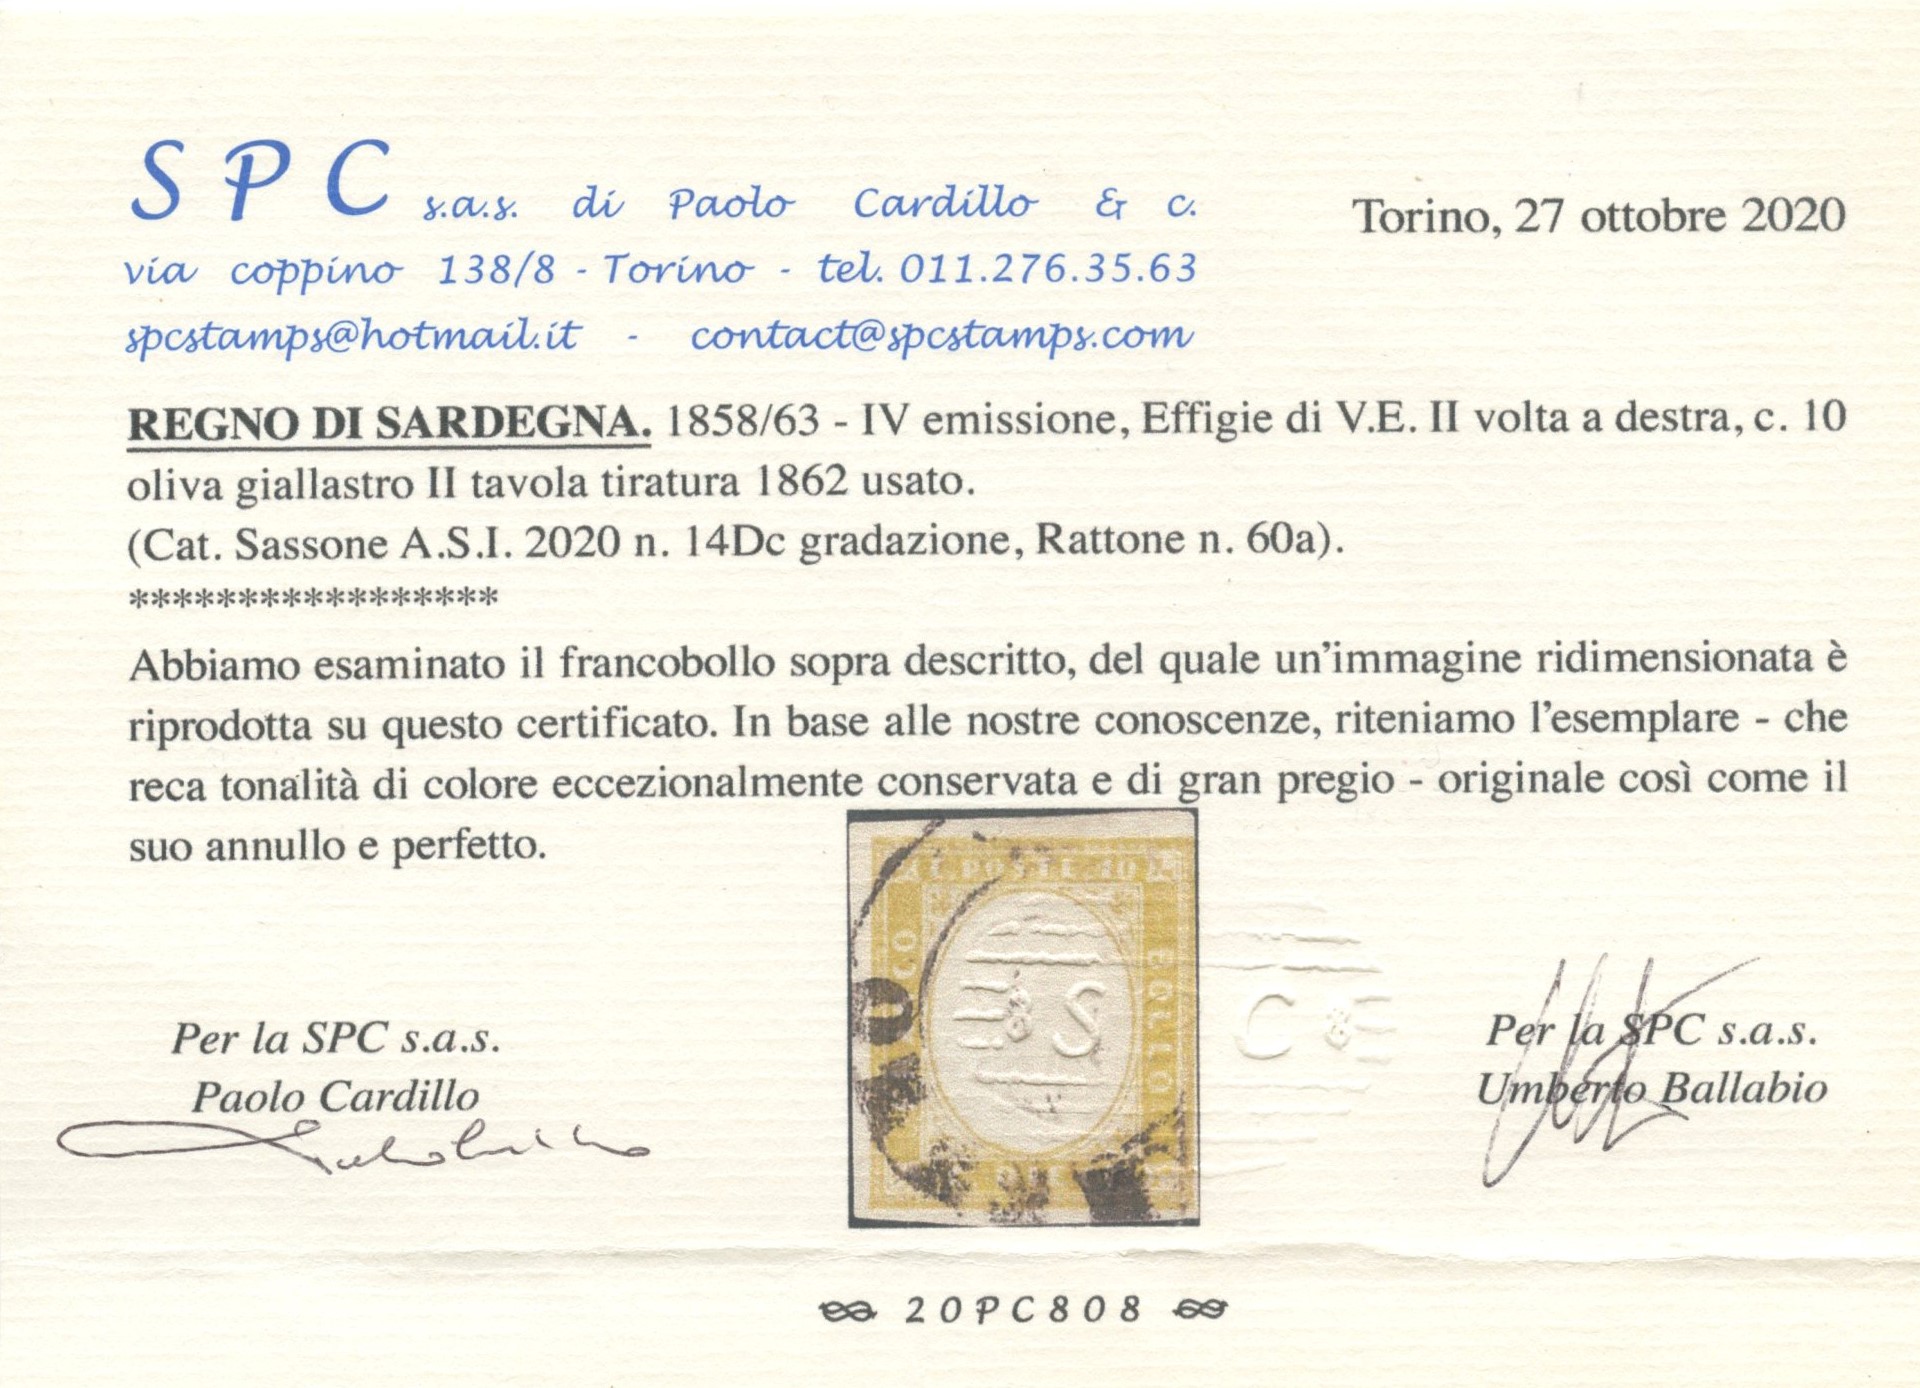 S P C s.a.s. di Paolo Cardillo & c.
via coppino 138/8 - Torino - tel. 011.276.35.63
spcstamps@hotmail.it - contact@spcstamps.com
Torino, 27 ottobre 2020
REGNO DI SARDEGNA. 1858/63 - IV emissione, Effigie di V.E. II volta a destra, c. 10
oliva giallastro II tavola tiratura 1862 usato.
(Cat. Sassone A.S.I. 2020 n. 14Dc gradazione, Rattone n. 60a).
*****************
Abbiamo esaminato il francobollo sopra descritto, del quale un'immagine ridimensionata è
riprodotta su questo certificato. In base alle nostre conoscenze, riteniamo l'esemplare - che
reca tonalità di colore eccezionalmente conservata e di gran pregio - originale così come il
suo annullo e perfetto.
POSTE 10
BOLLO
S
C
Per la SPC s.a.s.
Paolo Cardillo
Per la SPC s.a.s.
Umberto Ballabio
20PC808